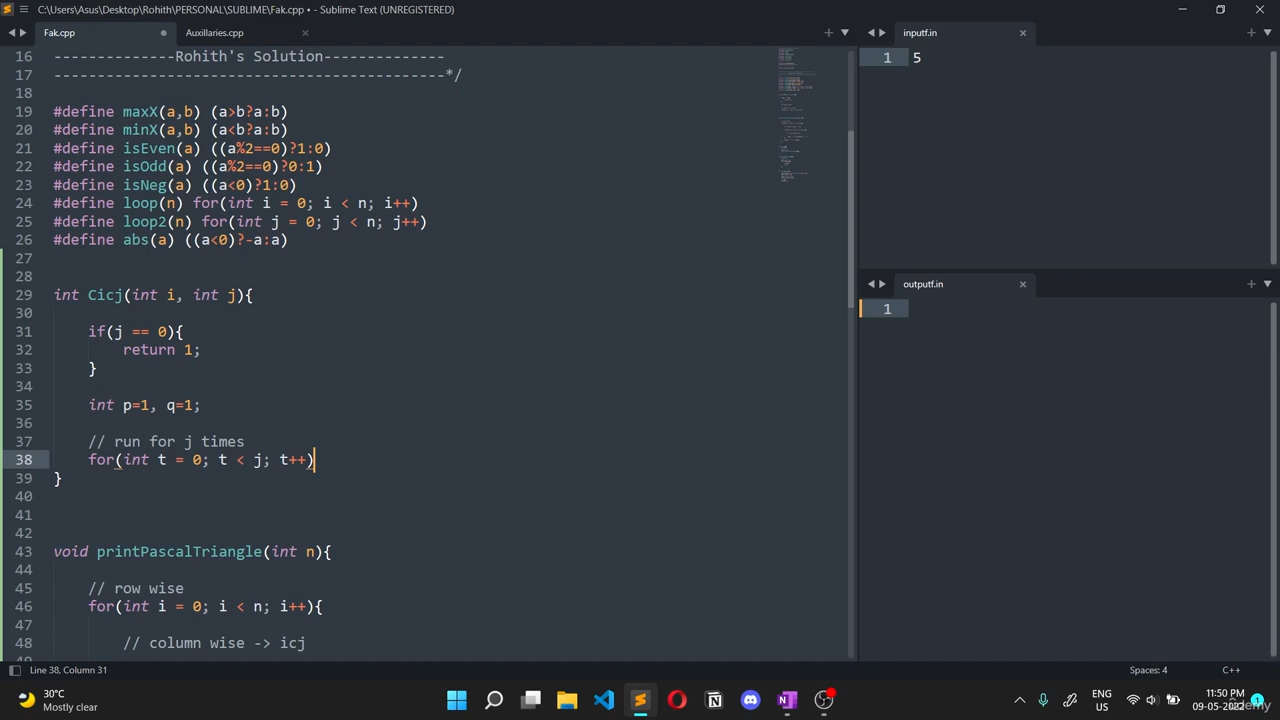 C:\Users\Asus\Desktop\Rohith\PERSONAL\SUBLIME\Fak.cpp • - Sublime Text (UNREGISTERED)
Fak.cpp
Auxillaries.cpp
inputf.in
16 --------------Rohith's Solution--------------
17 ---------------------------------------------*/
18
19 #define maxX(a,b) (a>b?a:b)
20 #define minX(a,b) (a<b?a:b)
21 #define isEven(a) ((a%2==0)?1:0)
22 #define isOdd(a) ((a%2==0)?0:1)
23 #define isNeg(a) ((a<0)?1:0)
24 #define loop(n) for(int i = 0; i < n; i++)
25 #define loop2(n) for(int j = 0; j < n; j++)
26 #define abs(a) ((a<0)?-a:a)
27
28
29 int Cicj(int i, int j){
30
31     if(j == 0){
32         return 1;
33     }
34
35     int p=1, q=1;
36
37     // run for j times
38     for(int t = 0; t < j; t++)
39 }
40
41
42
43 void printPascalTriangle(int n){
44
45     // row wise
46     for(int i = 0; i < n; i++){
47
48         // column wise -> icj
1 5
outputf.in
1
Line 38, Column 31
Spaces: 4
C++
30°C
Mostly clear
ENG
US
11:50 PM
09-05-2022
1
Udemy